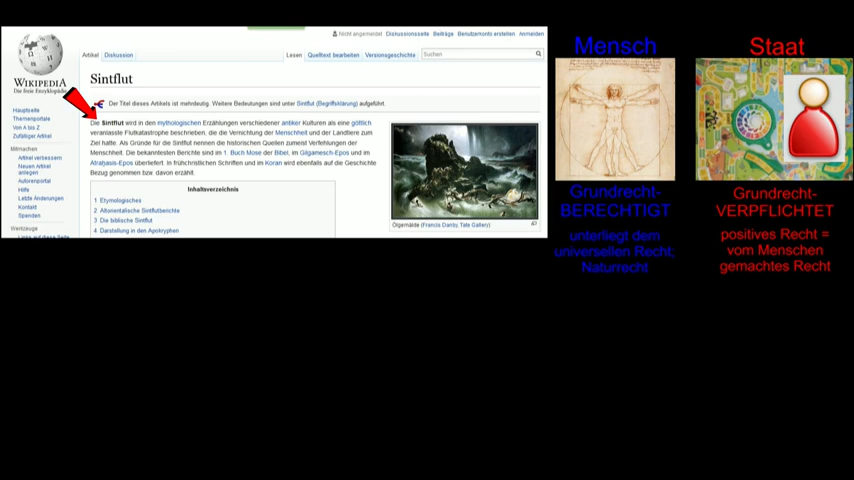 Nicht angemeldet Diskussionsseite Beiträge Benutzerkonto erstellen Anmelden
Artikel Diskussion Lesen Quelltext bearbeiten Versionsgeschichte Suchen
WIKIPEDIA
Die freie Enzyklopädie
Hauptseite
Themenportale
Von A bis Z
Zufälliger Artikel
Mitmachen
Artikel verbessern
Neuen Artikel
anlegen
Autorenportal
Hilfe
Letzte Änderungen
Kontakt
Spenden
Werkzeuge
Links auf diese Seite
Sintflut
Der Titel dieses Artikels ist mehrdeutig. Weitere Bedeutungen sind unter Sintflut (Begriffsklärung) aufgeführt.
Die Sintflut wird in den mythologischen Erzählungen verschiedener antiker Kulturen als eine göttlich
veranlasste Flutkatastrophe beschrieben, die die Vernichtung der Menschheit und der Landtiere zum
Ziel hatte. Als Gründe für die Sintflut nennen die historischen Quellen zumeist Verfehlungen der
Menschheit. Die bekanntesten Berichte sind im 1. Buch Mose der Bibel, im Gilgamesch-Epos und im
Atraḫasis-Epos überliefert. In frühchristlichen Schriften und im Koran wird ebenfalls auf die Geschichte
Bezug genommen bzw. davon erzählt.
Inhaltsverzeichnis
1 Etymologisches
2 Altorientalische Sintflutberichte
3 Die biblische Sintflut
4 Darstellung in den Apokryphen
Ölgemälde (Francis Danby, Tate Gallery)
Mensch
Grundrecht-
BERECHTIGT
unterliegt dem
universellen Recht;
Naturrecht
Staat
Grundrecht-
VERPFLICHTET
positives Recht =
vom Menschen
gemachtes Recht